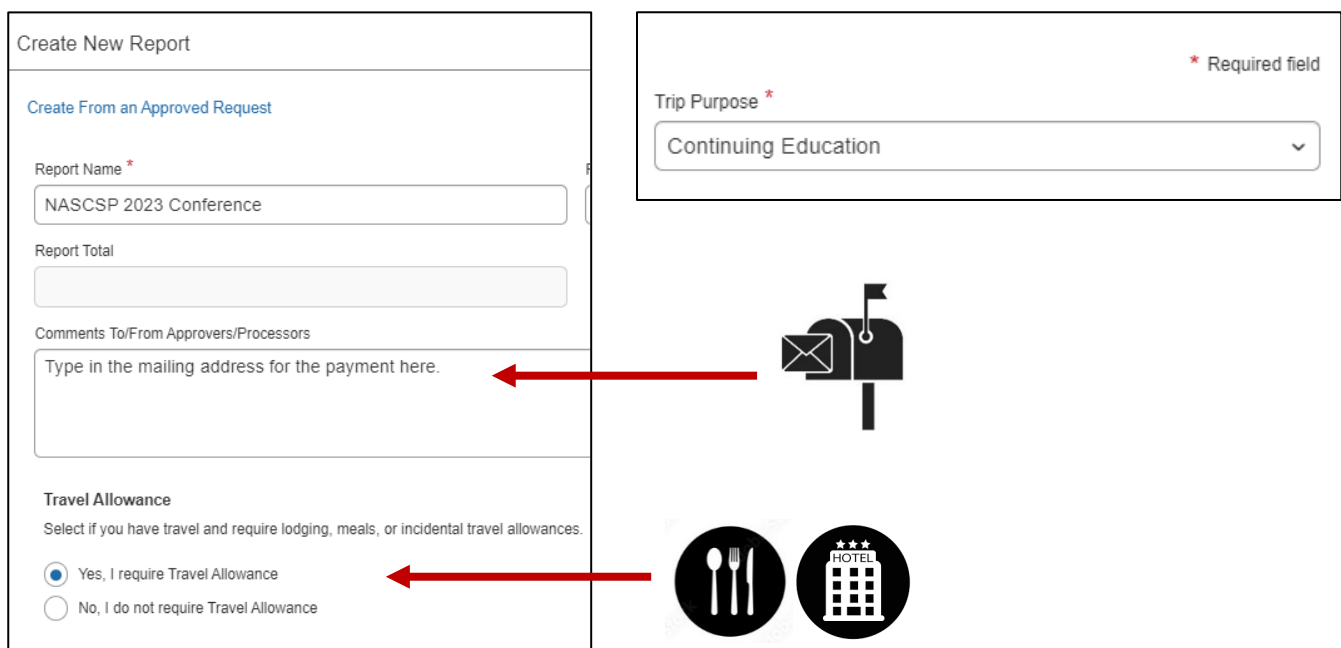 Create New Report
Create From an Approved Request
Report Name *
NASCSP 2023 Conference
Report Total
Comments To/From Approvers/Processors
Type in the mailing address for the payment here.
Travel Allowance
Select if you have travel and require lodging, meals, or incidental travel allowances.
Yes, I require Travel Allowance
No, I do not require Travel Allowance
* Required field
Trip Purpose *
Continuing Education
HOTEL